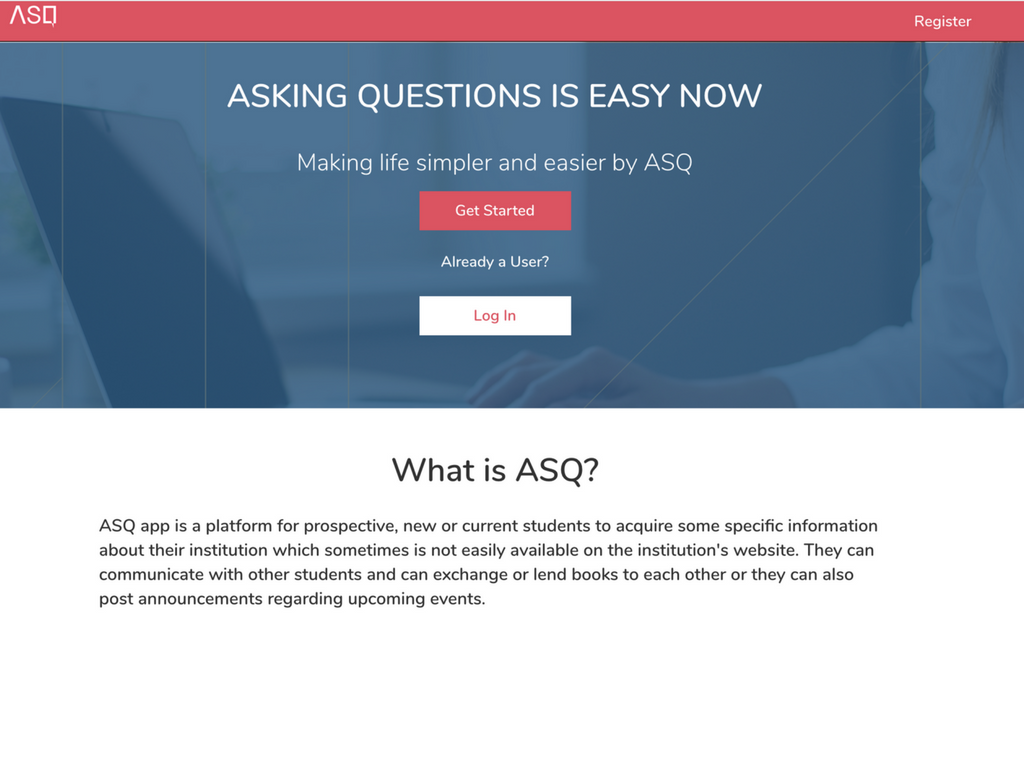 ASQ
Register
ASKING QUESTIONS IS EASY NOW
Making life simpler and easier by ASQ
Get Started
Already a User?
Log In
What is ASQ?
ASQ app is a platform for prospective, new or current students to acquire some specific information
about their institution which sometimes is not easily available on the institution's website. They can
communicate with other students and can exchange or lend books to each other or they can also
post announcements regarding upcoming events.